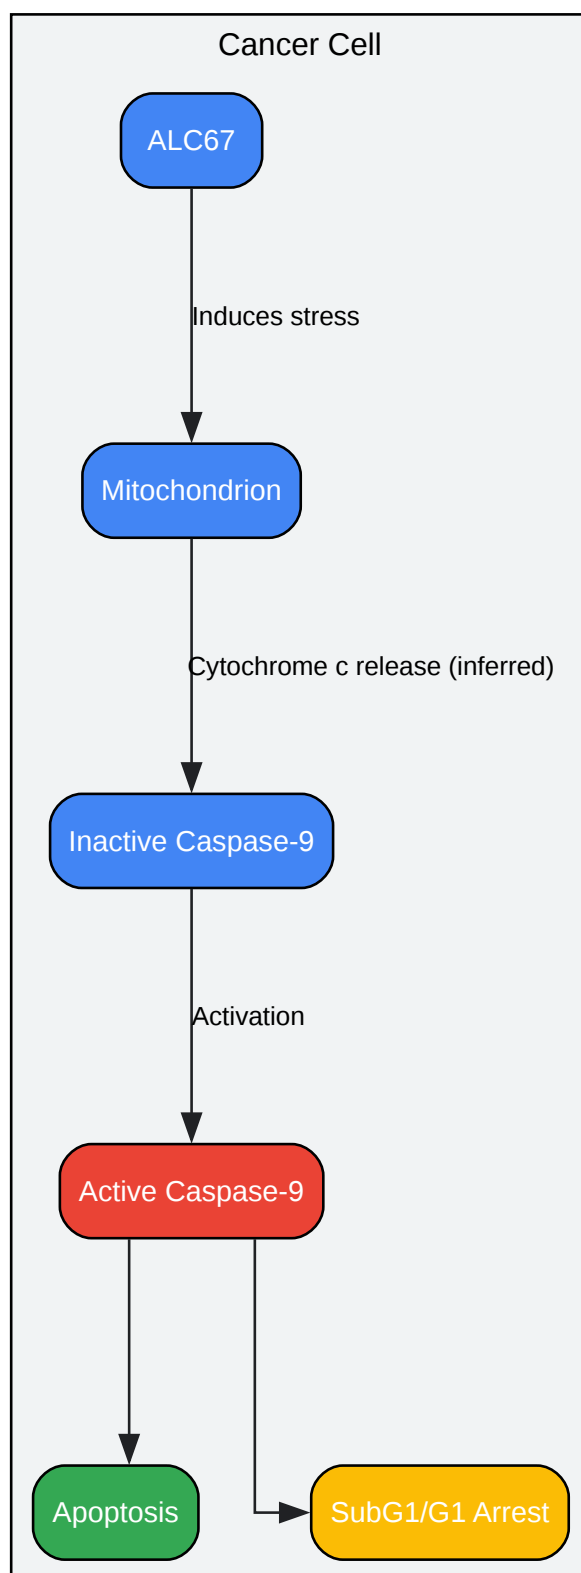 Cancer Cell
ALC67
Induces stress
Mitochondrion
Cytochrome c release (inferred)
Inactive Caspase-9
Activation
Active Caspase-9
Apoptosis
SubG1/G1 Arrest